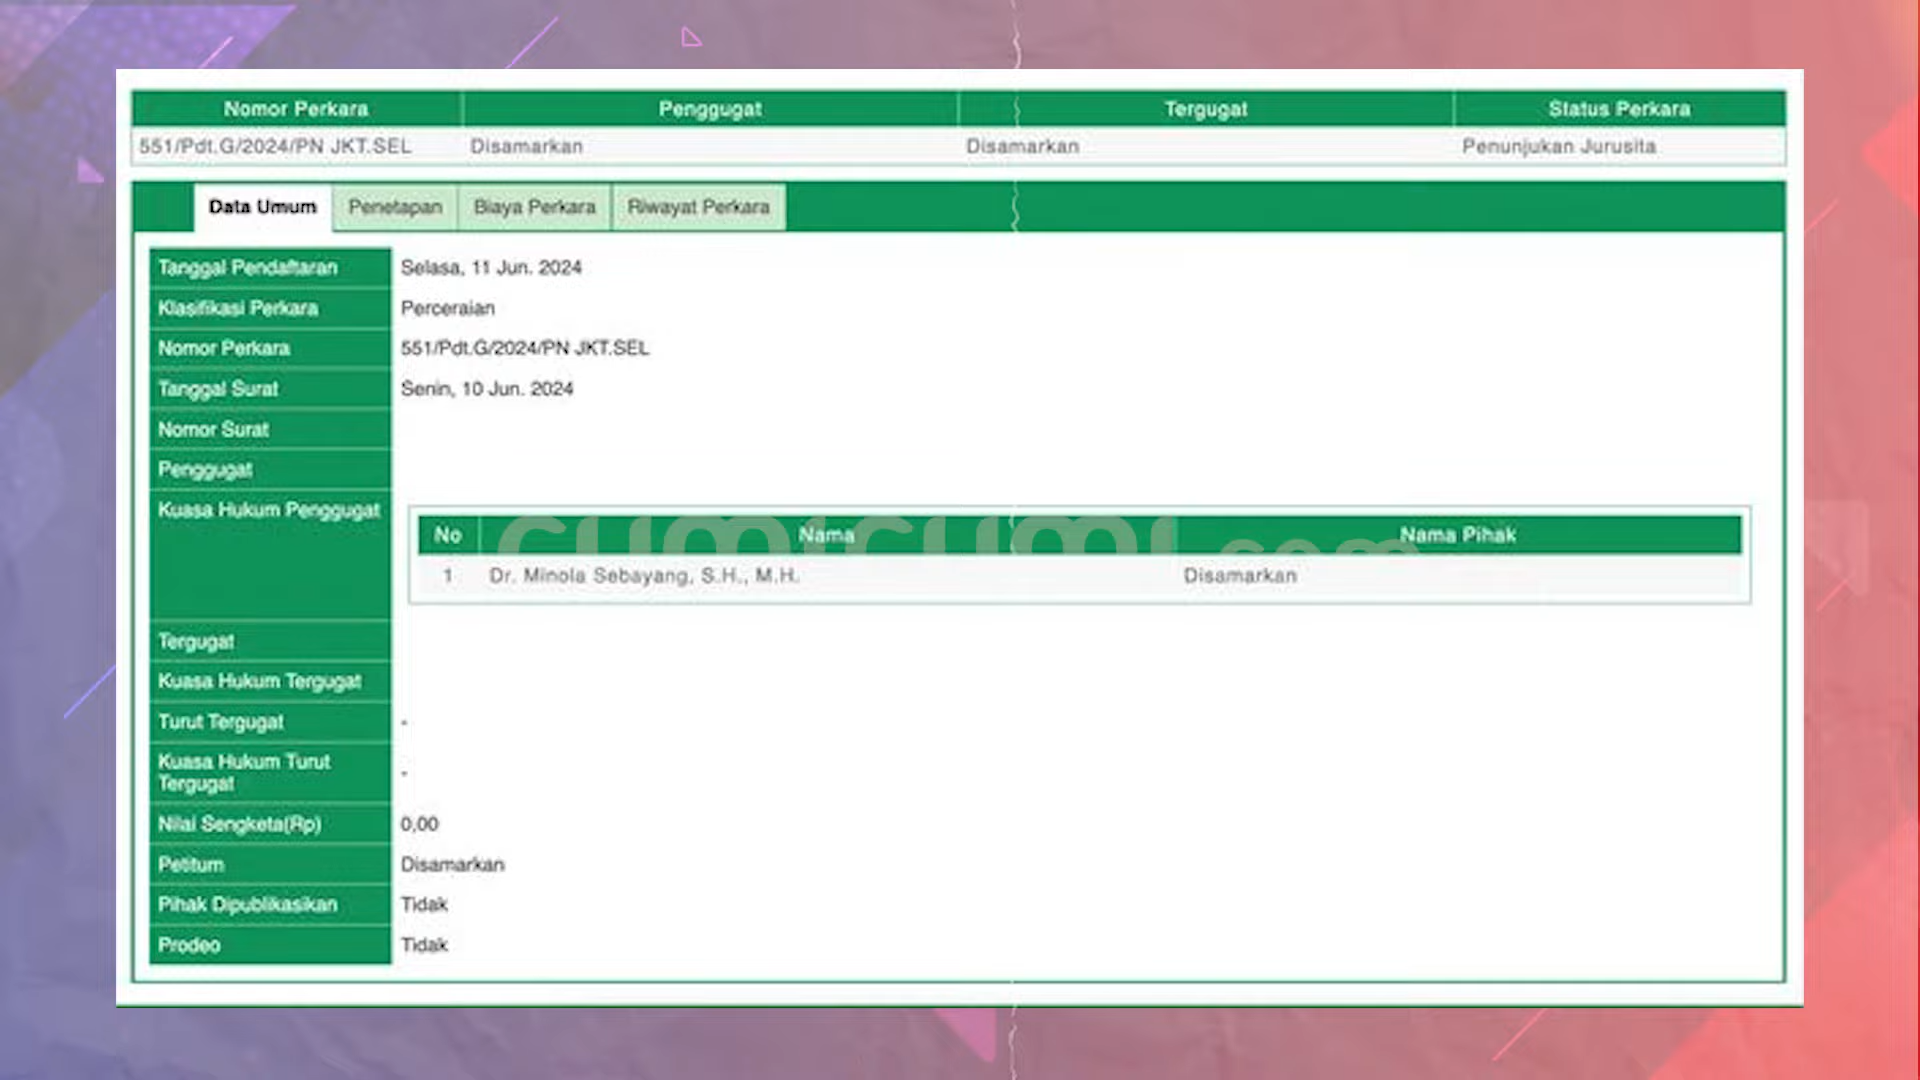 Nomor Perkara Penggugat Tergugat Status Perkara
551/Pdt.G/2024/PN JKT.SEL Disamarkan Disamarkan Penunjukan Jurusita
Data Umum Penetapan Biaya Perkara Riwayat Perkara
Tanggal Pendaftaran Selasa, 11 Jun. 2024
Klasifikasi Perkara Perceraian
Nomor Perkara 551/Pdt.G/2024/PN JKT.SEL
Tanggal Surat Senin, 10 Jun. 2024
Nomor Surat
Penggugat
Kuasa Hukum Penggugat
No Nama Nama Pihak
cumicumi.com
1 Dr. Minola Sebayang, S.H., M.H. Disamarkan
Tergugat
Kuasa Hukum Tergugat
Turut Tergugat -
Kuasa Hukum Turut
Tergugat -
Nilai Sengketa(Rp) 0,00
Petitum Disamarkan
Pihak Dipublikasikan Tidak
Prodeo Tidak